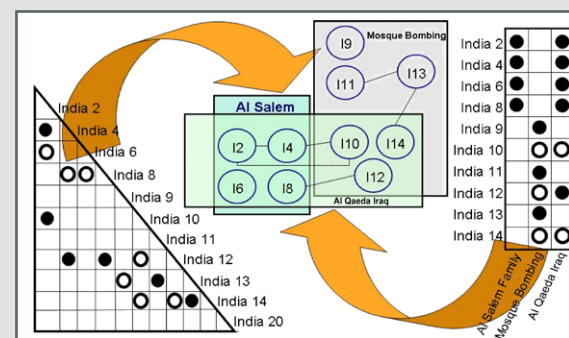 India 2
India 4
India 6
India 8
India 9
India 10
India 11
India 12
India 13
India 14
India 20
Mosque Bombing
I9
I11
I13
Al Salem
I2
I4
I10
I14
I6
I8
I12
Al Qaeda Iraq
India 2
India 4
India 6
India 8
India 9
India 10
India 11
India 12
India 13
India 14
Al Salem Family
Mosque Bombing
Al Qaeda Iraq